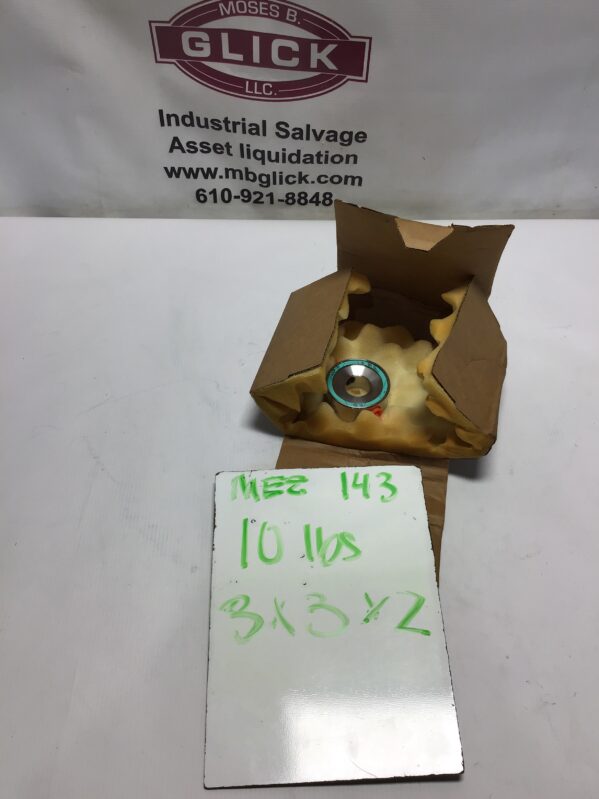 MOSES B.
GLICK
LLC.
Industrial Salvage
Asset liquidation
www.mbglick.com
610-921-8848
MEZ 143
10 lbs
3x3x2